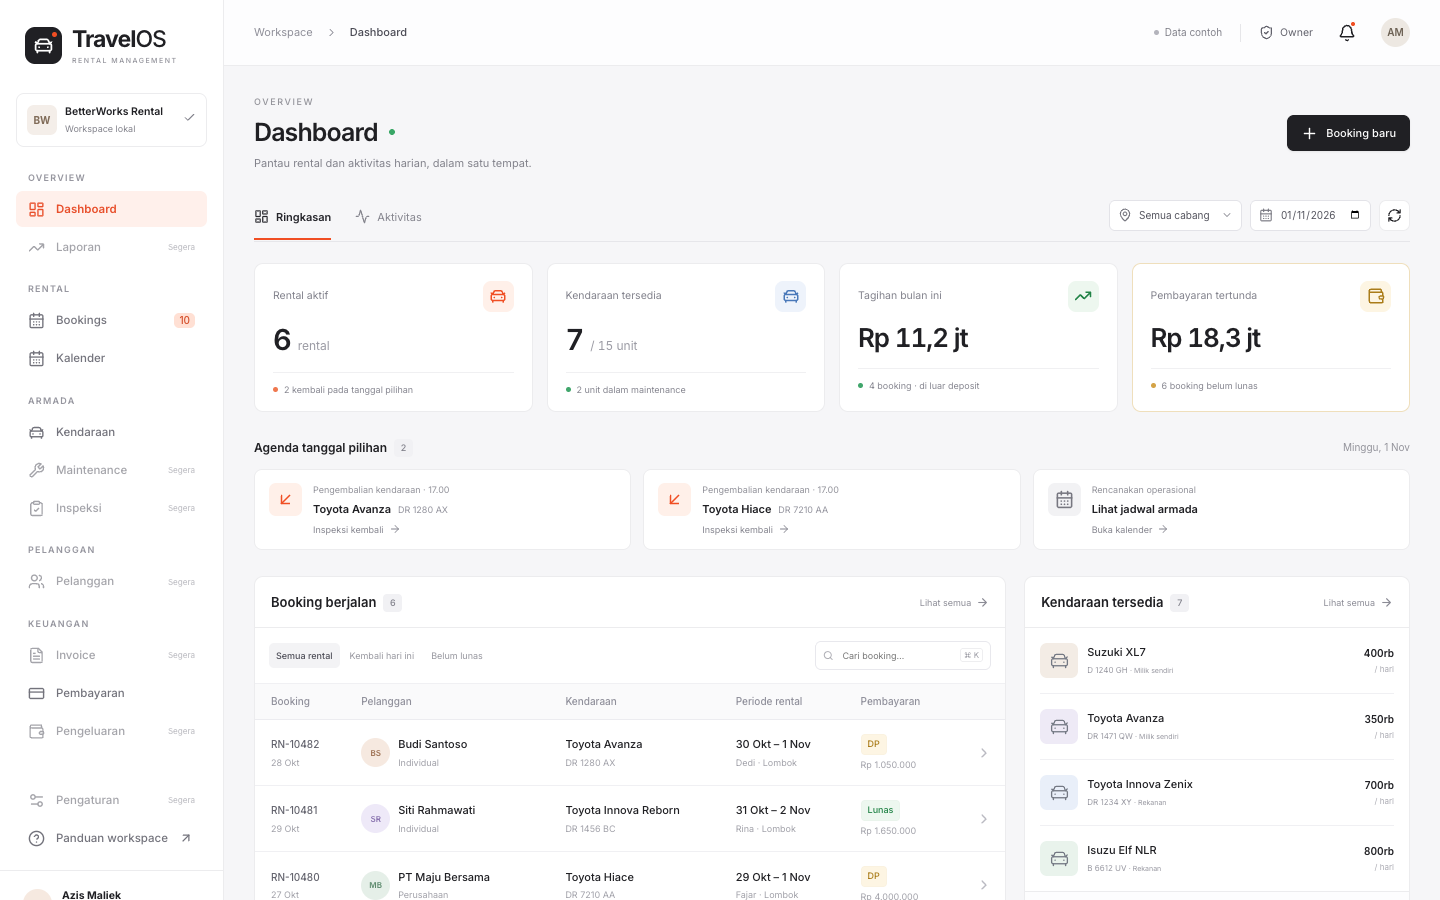 TravelOS
RENTAL MANAGEMENT
BW
BetterWorks Rental
Workspace lokal
OVERVIEW
Dashboard
Laporan Segera
RENTAL
Bookings 10
Kalender
ARMADA
Kendaraan
Maintenance Segera
Inspeksi Segera
PELANGGAN
Pelanggan Segera
KEUANGAN
Invoice Segera
Pembayaran
Pengeluaran Segera
Pengaturan Segera
Panduan workspace
Azis Maliek
Workspace Dashboard
Data contoh
Owner
AM
OVERVIEW
Dashboard
Pantau rental dan aktivitas harian, dalam satu tempat.
Booking baru
Ringkasan
Aktivitas
Semua cabang
01/11/2026
Rental aktif
6 rental
2 kembali pada tanggal pilihan
Kendaraan tersedia
7 / 15 unit
2 unit dalam maintenance
Tagihan bulan ini
Rp 11,2 jt
4 booking · di luar deposit
Pembayaran tertunda
Rp 18,3 jt
6 booking belum lunas
Agenda tanggal pilihan 2
Minggu, 1 Nov
Pengembalian kendaraan · 17.00
Toyota Avanza DR 1280 AX
Inspeksi kembali
Pengembalian kendaraan · 17.00
Toyota Hiace DR 7210 AA
Inspeksi kembali
Rencanakan operasional
Lihat jadwal armada
Buka kalender
Booking berjalan 6
Lihat semua
Semua rental Kembali hari ini Belum lunas
Cari booking... ⌘ K
Booking Pelanggan Kendaraan Periode rental Pembayaran
RN-10482 BS Budi Santoso Toyota Avanza 30 Okt – 1 Nov DP
28 Okt Individual DR 1280 AX Dedi · Lombok Rp 1.050.000
RN-10481 SR Siti Rahmawati Toyota Innova Reborn 31 Okt – 2 Nov Lunas
29 Okt Individual DR 1456 BC Rina · Lombok Rp 1.650.000
RN-10480 MB PT Maju Bersama Toyota Hiace 29 Okt – 1 Nov DP
27 Okt Perusahaan DR 7210 AA Fajar · Lombok Rp 4.000.000
Kendaraan tersedia 7
Lihat semua
Suzuki XL7 400rb
D 1240 GH · Milik sendiri / hari
Toyota Avanza 350rb
DR 1471 QW · Milik sendiri / hari
Toyota Innova Zenix 700rb
DR 1234 XY · Rekanan / hari
Isuzu Elf NLR 800rb
B 6612 UV · Rekanan / hari